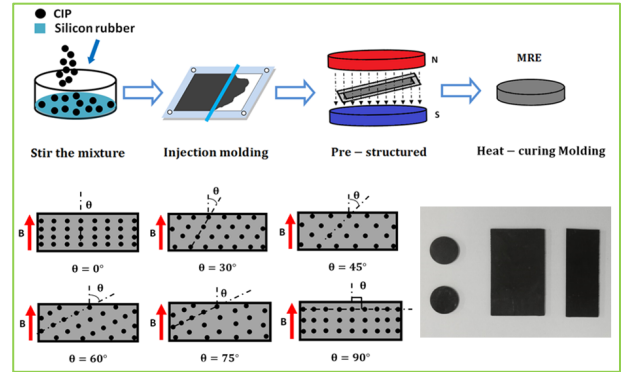 CIP
Silicon rubber
N
S
MRE
Stir the mixture
Injection molding
Pre − structured
Heat − curing Molding
θ
B
θ = 0°
θ
B
θ = 30°
θ
B
θ = 45°
θ
B
θ = 60°
θ
B
θ = 75°
θ
B
θ = 90°